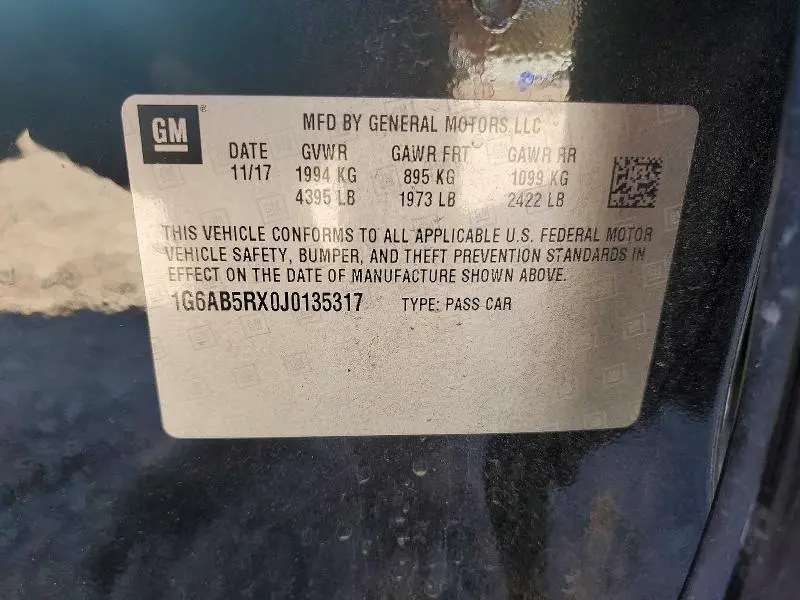 GM ® MFD BY GENERAL MOTORS LLC
DATE GVWR GAWR FRT GAWR RR
11/17 1994 KG 895 KG 1099 KG
4395 LB 1973 LB 2422 LB
THIS VEHICLE CONFORMS TO ALL APPLICABLE U.S. FEDERAL MOTOR
VEHICLE SAFETY, BUMPER, AND THEFT PREVENTION STANDARDS IN
EFFECT ON THE DATE OF MANUFACTURE SHOWN ABOVE.
1G6AB5RX0J0135317 TYPE: PASS CAR